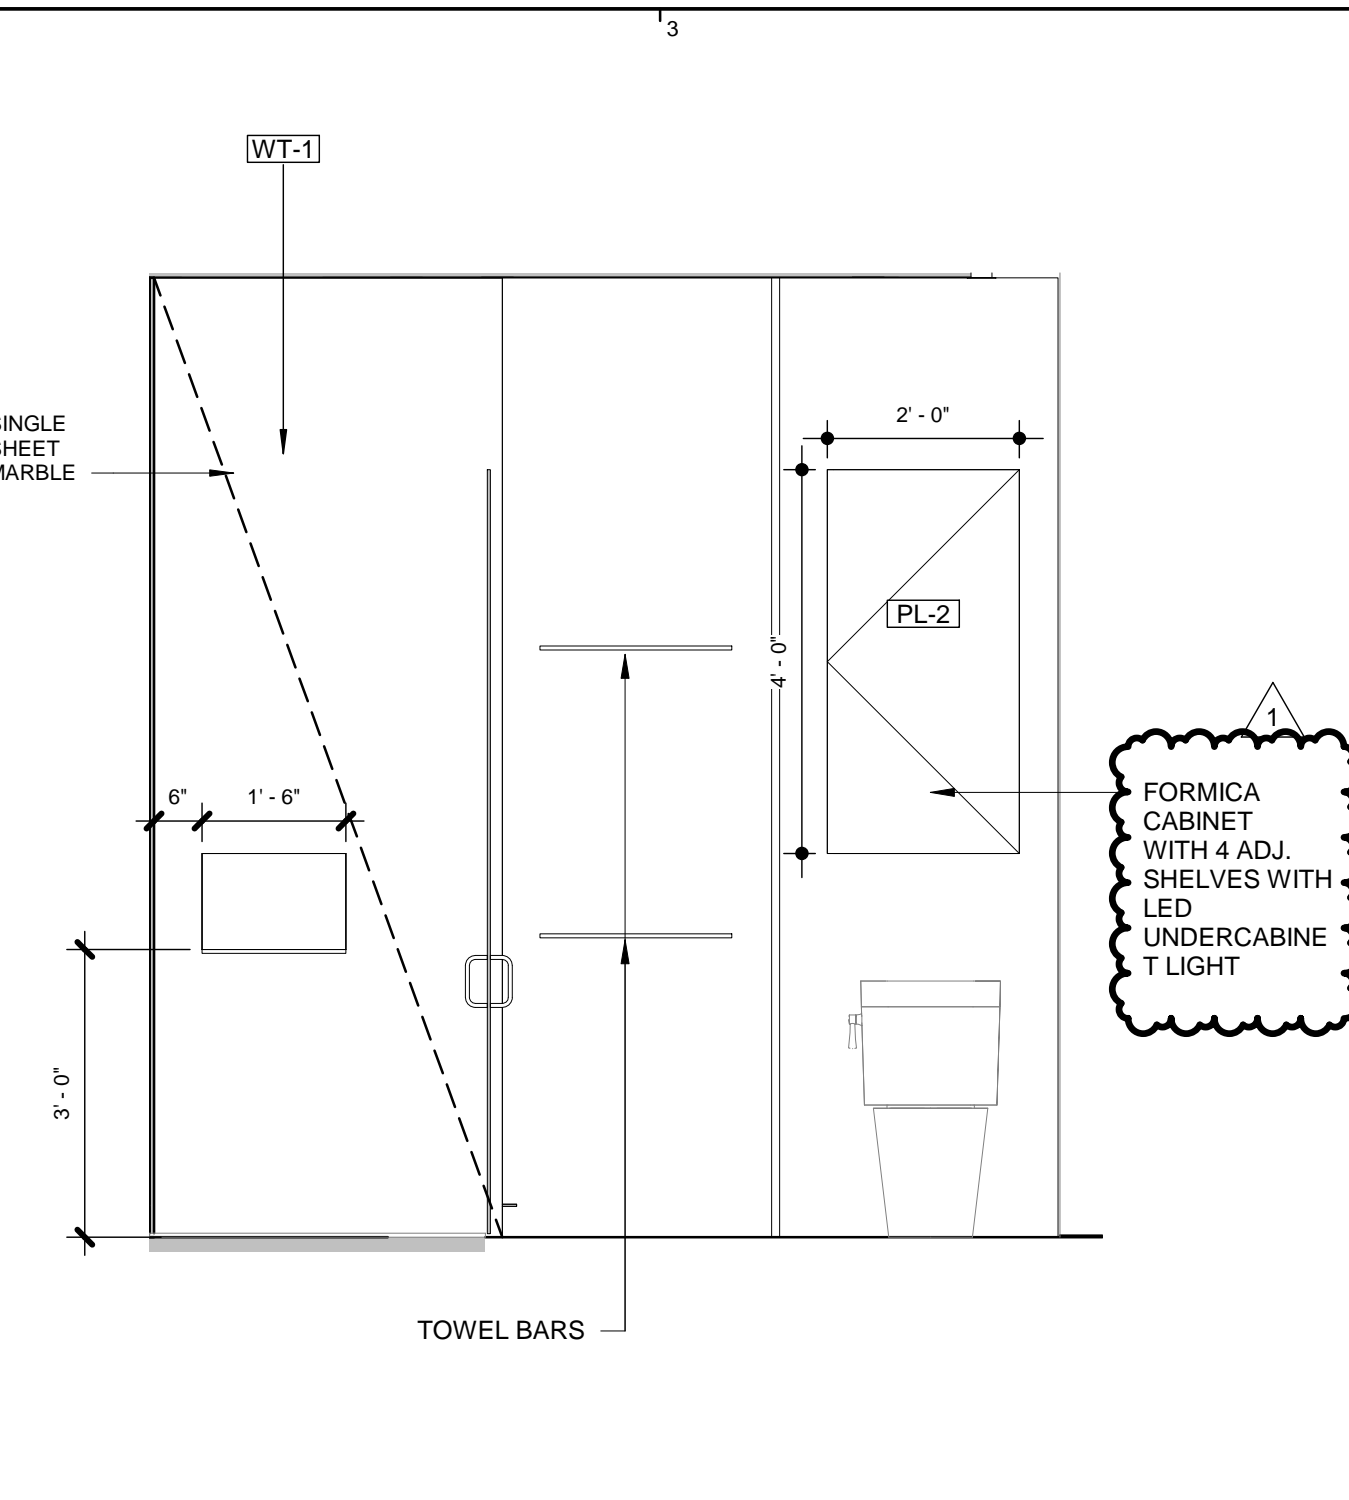 3
WT-1
SHEET
MARBLE
2' - 0"
4' - 0"
PL-2
1
6"
1' - 6"
3' - 0"
FORMICA
CABINET
WITH 4 ADJ.
SHELVES WITH
LED
UNDERCABINE
T LIGHT
TOWEL BARS